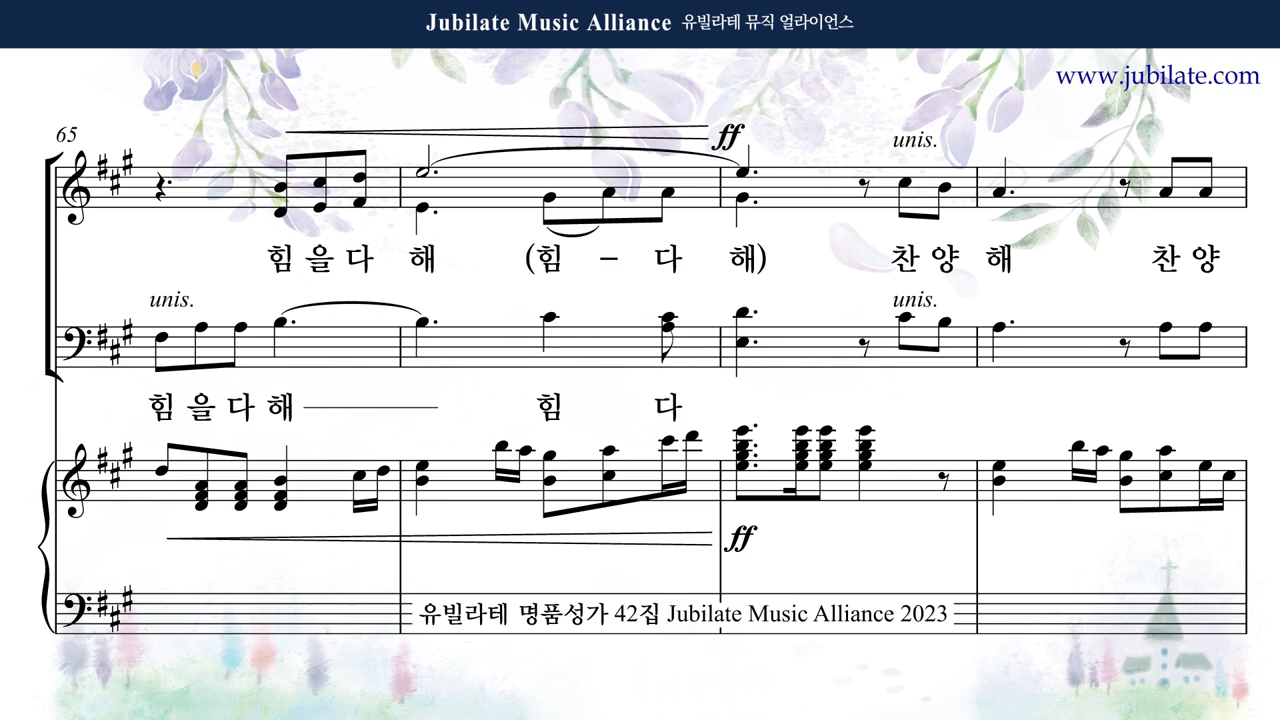 Jubilate Music Alliance 유빌라테 뮤직 얼라이언스
www.jubilate.com
65
ff
unis.
힘 을 다 해 (힘 – 다 해) 찬 양 해 찬 양
unis.
unis.
힘 을 다 해 힘 다
ff
유빌라테 명품성가 42집 Jubilate Music Alliance 2023